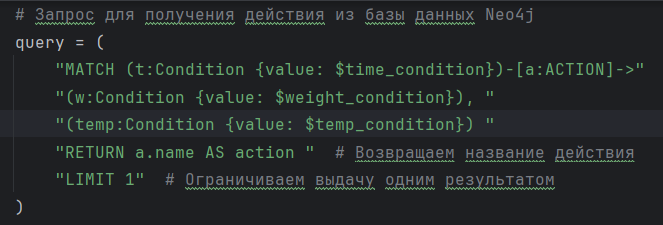 # Запрос для получения действия из базы данных Neo4j
query = (
    "MATCH (t:Condition {value: $time_condition})-[a:ACTION]->"
    "(w:Condition {value: $weight_condition}), "
    "(temp:Condition {value: $temp_condition}) "
    "RETURN a.name AS action "  # Возвращаем название действия
    "LIMIT 1"  # Ограничиваем выдачу одним результатом
)